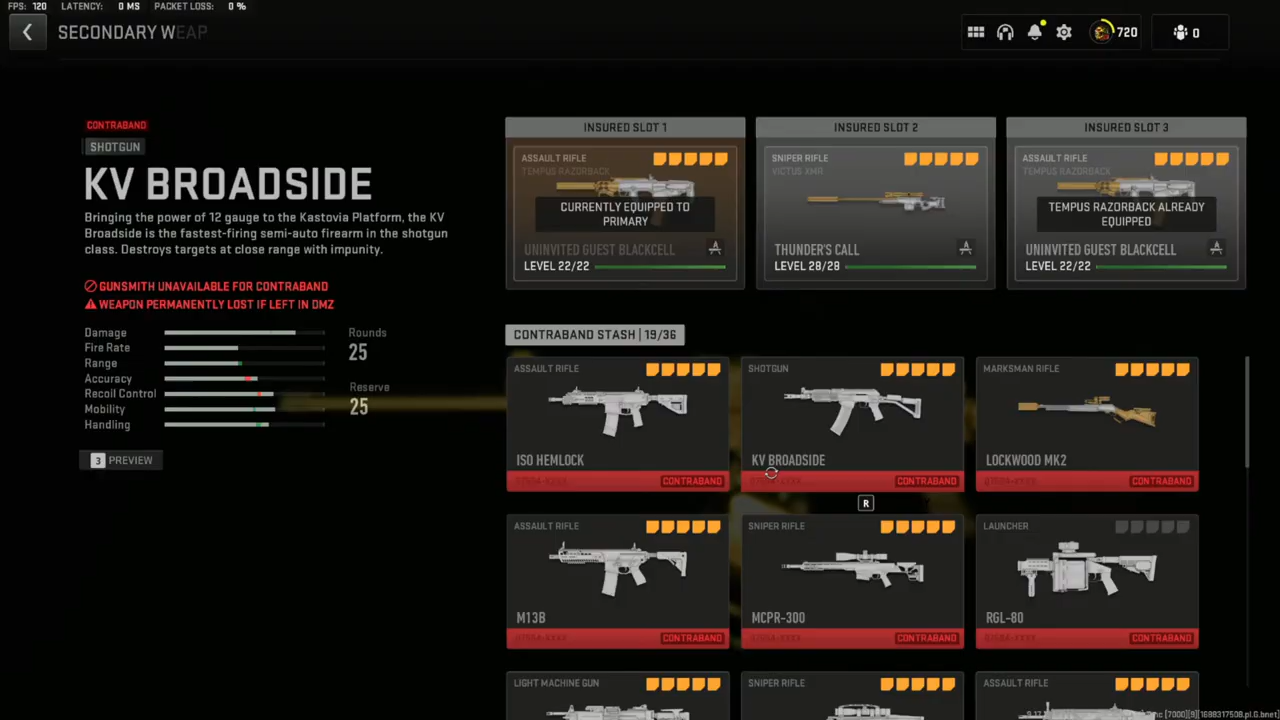 FPS: 120 LATENCY: 0 MS PACKET LOSS: 0 %
SECONDARY WEAP
720
0
CONTRABAND
SHOTGUN
KV BROADSIDE
Bringing the power of 12 gauge to the Kastovia Platform, the KV
Broadside is the fastest-firing semi-auto firearm in the shotgun
class. Destroys targets at close range with impunity.
GUNSMITH UNAVAILABLE FOR CONTRABAND
WEAPON PERMANENTLY LOST IF LEFT IN DMZ
Damage
Fire Rate
Range
Accuracy
Recoil Control
Mobility
Handling
Rounds
25
Reserve
25
3 PREVIEW
INSURED SLOT 1
ASSAULT RIFLE
TEMPUS RAZORBACK
CURRENTLY EQUIPPED TO
PRIMARY
UNINVITED GUEST BLACKCELL
LEVEL 22/22
INSURED SLOT 2
SNIPER RIFLE
VICTUS XMR
THUNDER'S CALL
LEVEL 28/28
INSURED SLOT 3
ASSAULT RIFLE
TEMPUS RAZORBACK
TEMPUS RAZORBACK ALREADY
EQUIPPED
UNINVITED GUEST BLACKCELL
LEVEL 22/22
CONTRABAND STASH | 19/36
ASSAULT RIFLE
ISO HEMLOCK
CONTRABAND
SHOTGUN
KV BROADSIDE
CONTRABAND
MARKSMAN RIFLE
LOCKWOOD MK2
CONTRABAND
R
ASSAULT RIFLE
M13B
CONTRABAND
SNIPER RIFLE
MCPR-300
CONTRABAND
LAUNCHER
RGL-80
CONTRABAND
LIGHT MACHINE GUN
SNIPER RIFLE
ASSAULT RIFLE